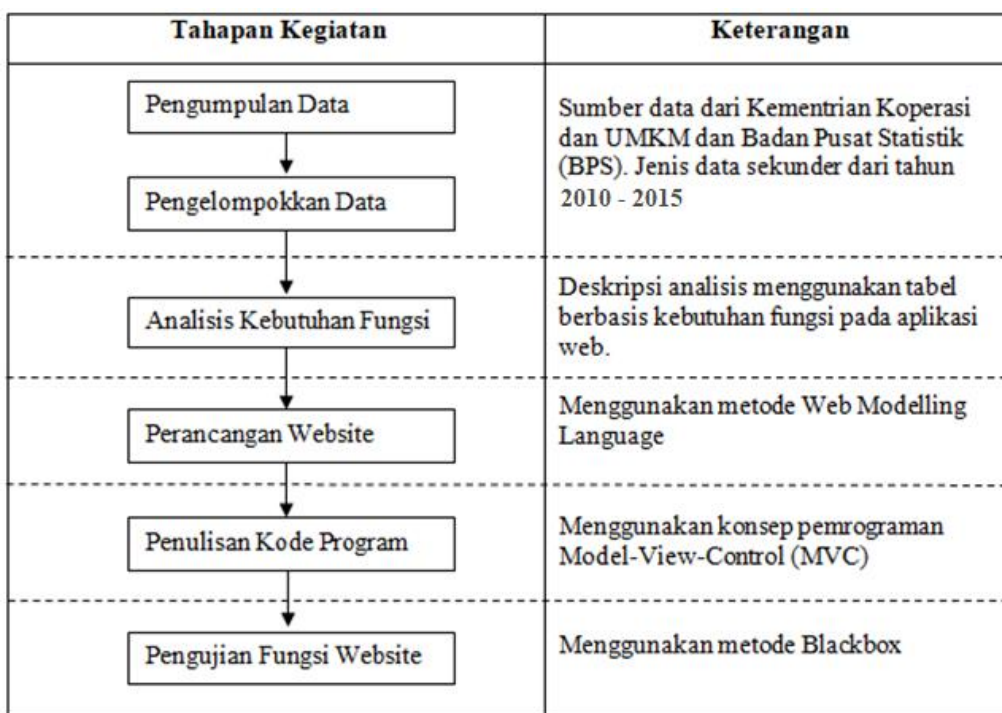 Tahapan Kegiatan
Keterangan
Pengumpulan Data
Pengelompokkan Data
Sumber data dari Kementrian Koperasi
dan UMKM dan Badan Pusat Statistik
(BPS). Jenis data sekunder dari tahun
2010 - 2015
Analisis Kebutuhan Fungsi
Deskripsi analisis menggunakan tabel
berbasis kebutuhan fungsi pada aplikasi
web.
Perancangan Website
Menggunakan metode Web Modelling
Language
Penulisan Kode Program
Menggunakan konsep pemrograman
Model-View-Control (MVC)
Pengujian Fungsi Website
Menggunakan metode Blackbox